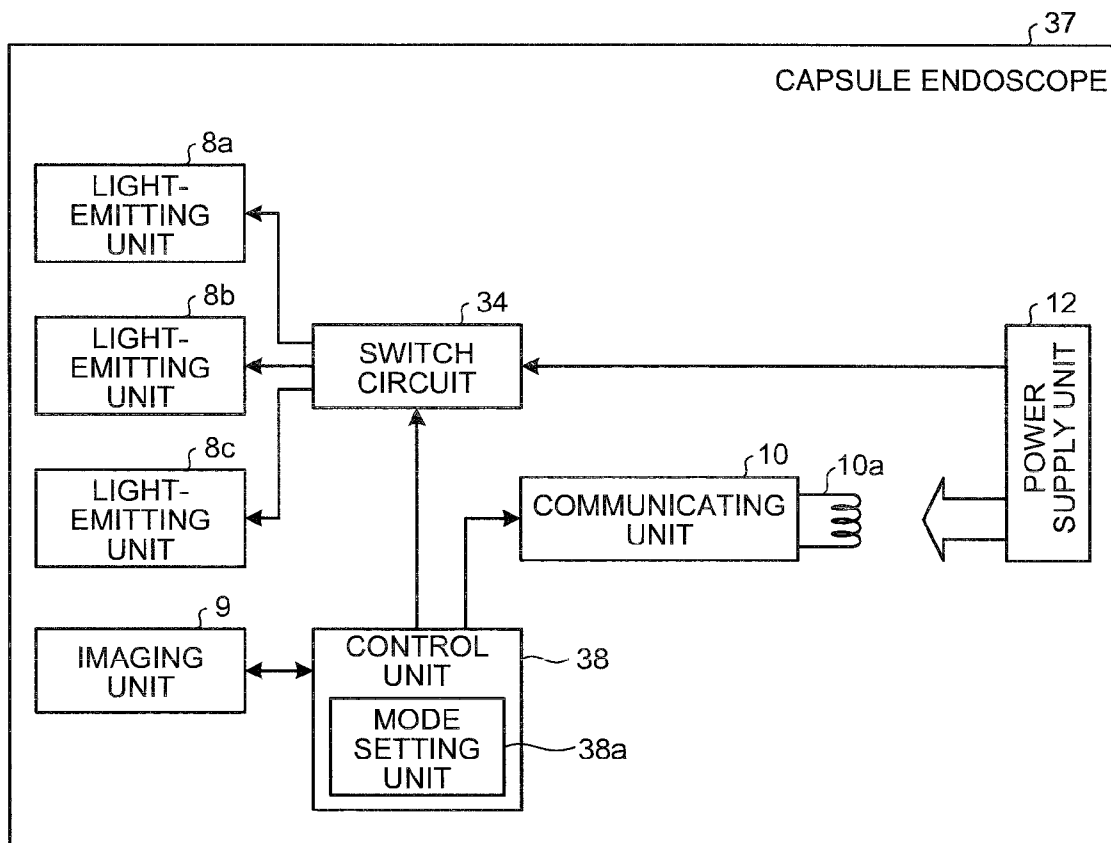 37
CAPSULE ENDOSCOPE
8a
LIGHT-
EMITTING
UNIT
8b
LIGHT-
EMITTING
UNIT
34
SWITCH
CIRCUIT
12
POWER
SUPPLY UNIT
8c
LIGHT-
EMITTING
UNIT
10
COMMUNICATING
UNIT
10a
9
IMAGING
UNIT
CONTROL
UNIT
38
MODE
SETTING
UNIT
38a